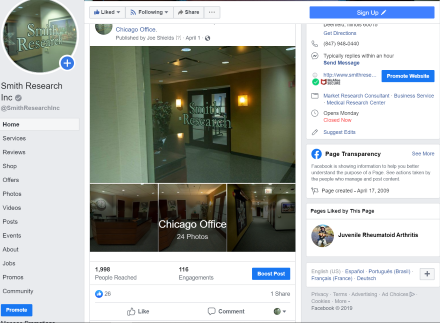 Liked
Following
Share
Sign Up
Smith Research
Smith Research
Inc
@SmithResearchInc
Home
Services
Reviews
Shop
Offers
Photos
Videos
Posts
Events
About
Jobs
Promos
Community
Promote
Chicago Office.
Published by Joe Shields · April 1 ·
Smith
Research
Chicago Office
24 Photos
1,998
People Reached
116
Engagements
Boost Post
26
1 Share
Like
Comment
Deerfield, Illinois 60015
Get Directions
(847) 948-0440
Typically replies within an hour
Send Message
http://www.smithrese...
Promote Website
Market Research Consultant · Business Service
· Medical Research Center
Opens Monday
Closed Now
Suggest Edits
Page Transparency
See More
Facebook is showing information to help you
understand the purpose of a Page. See actions taken by
the people who manage and post content.
Page created - April 17, 2009
Pages Liked by This Page
Juvenile Rheumatoid Arthritis
English (US) · Español · Português (Brasil) ·
Français (France) · Deutsch
Privacy · Terms · Advertising · Ad Choices ·
Cookies · More
Facebook © 2019